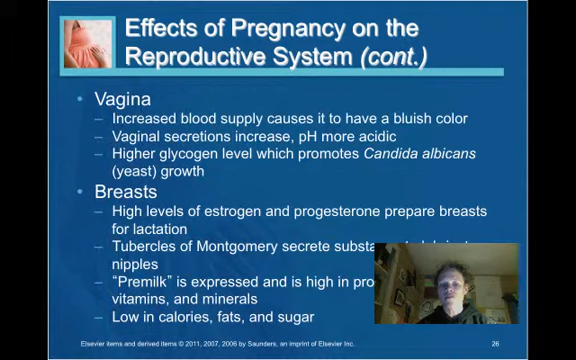 Effects of Pregnancy on the
Reproductive System (cont.)
• Vagina
– Increased blood supply causes it to have a bluish color
– Vaginal secretions increase, pH more acidic
– Higher glycogen level which promotes Candida albicans
(yeast) growth
• Breasts
– High levels of estrogen and progesterone prepare breasts
for lactation
– Tubercles of Montgomery secrete
nipples
– “Premilk” is expressed and is high in
vitamins, and minerals
– Low in calories, fats, and sugar
Elsevier items and derived items © 2011, 2007, 2006 by Saunders, an imprint of Elsevier Inc.
26